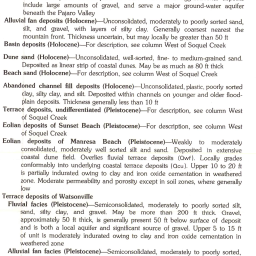 include large amounts of gravel, and serve a major ground-water aquifer
beneath the Pajaro Valley
Alluvial fan deposits (Holocene)—Unconsolidated, moderately to poorly sorted sand,
silt, and gravel, with layers of silty clay. Generally coarsest nearest the
mountain front. Thickness uncertain, but may locally be greater than 50 ft
Basin deposits (Holocene)—For description, see column West of Soquel Creek
Dune sand (Holocene)—Unconsolidated, well-sorted, fine- to medium-grained sand.
Deposited as linear strip of coastal dunes. May be as much as 80 ft thick
Beach sand (Holocene)—For description, see column West of Soquel Creek
Abandoned channel fill deposits (Holocene)—Unconsolidated, plastic, poorly sorted
clay, silty clay, and silt. Deposited within channels on younger and older flood-
plain deposits. Thickness generally less than 10 ft
Terrace deposits, undifferentiated (Pleistocene)—For description, see column West
of Soquel Creek
Eolian deposits of Sunset Beach (Pleistocene)—For description, see column West
of Soquel Creek
Eolian deposits of Manresa Beach (Pleistocene)—Weakly to moderately
consolidated, moderately well sorted silt and sand. Deposited in extensive
coastal dune field. Overlies fluvial terrace deposits. Locally grades
conformably into underlying coastal terrace deposits. Upper 10 to 20 ft
is partially indurated owing to clay and iron oxide cementation in weathered
zone. Moderate permeability and porosity except in soil zones, where generally
low
Terrace deposits of Watsonville
Fluvial facies (Pleistocene)—Semiconsolidated, moderately to poorly sorted silt,
sand, silty clay, and gravel. May be more than 200 ft thick. Gravel,
approximately 50 ft thick, is generally present 50 ft below surface of deposit
and is both a local aquifer and significant source of gravel. Upper 5 to 15 ft
of unit is moderately indurated owing to clay and iron oxide cementation in
weathered zone
Alluvial fan facies (Pleistocene)—Semiconsolidated, moderately to poorly sorted,